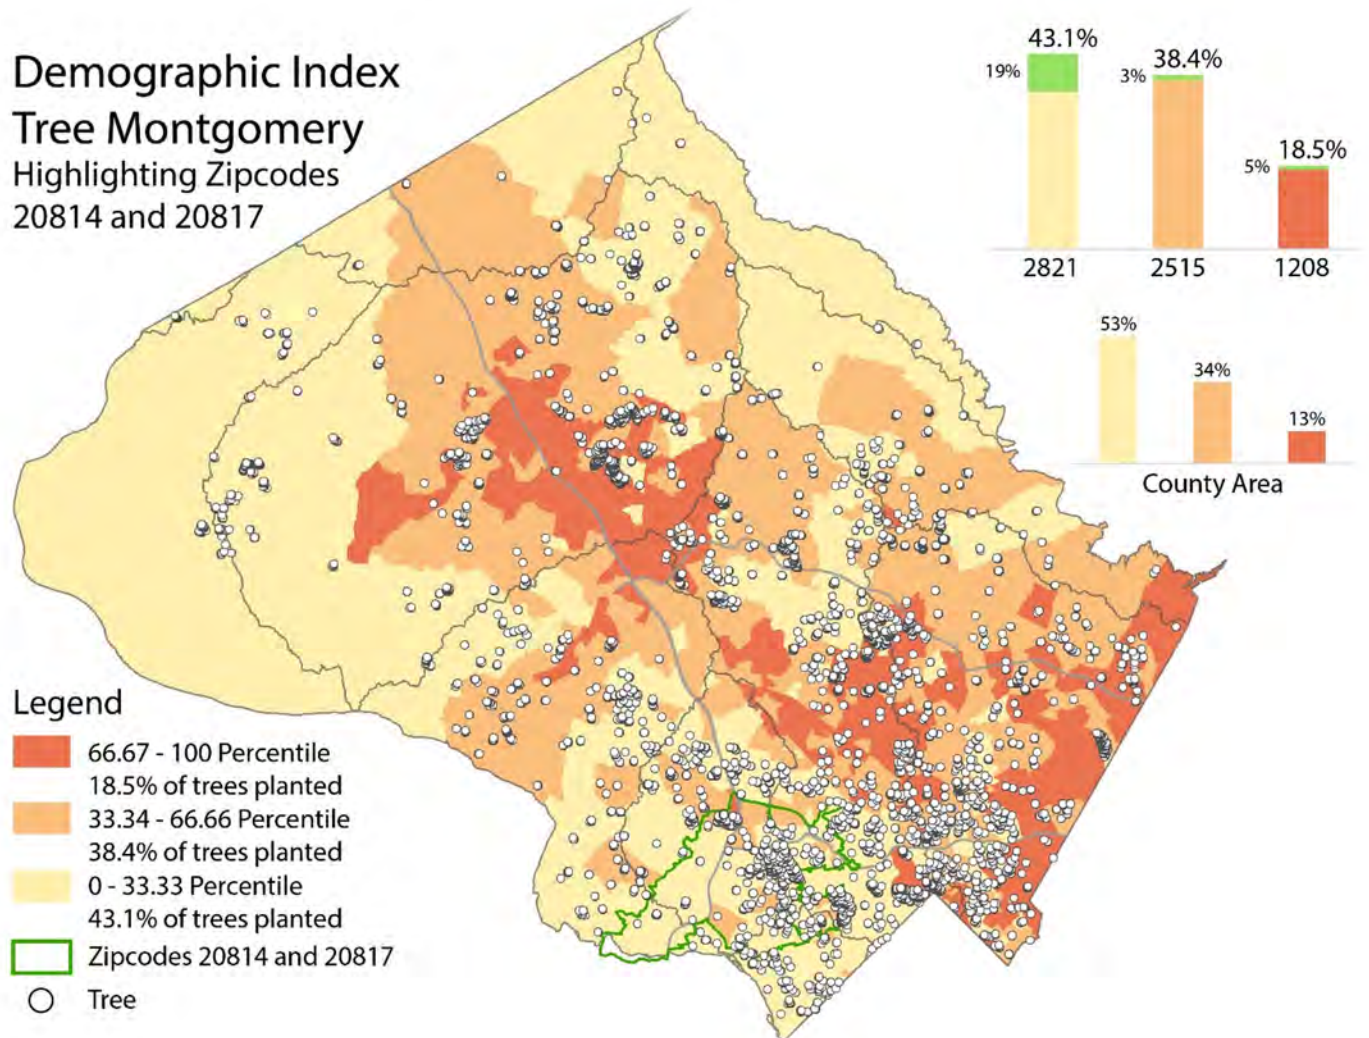 Demographic Index
Tree Montgomery
Highlighting Zipcodes
20814 and 20817
43.1%
19%
38.4%
3%
18.5%
5%
2821
2515
1208
53%
34%
13%
County Area
Legend
66.67 - 100 Percentile
18.5% of trees planted
33.34 - 66.66 Percentile
38.4% of trees planted
0 - 33.33 Percentile
43.1% of trees planted
Zipcodes 20814 and 20817
Tree